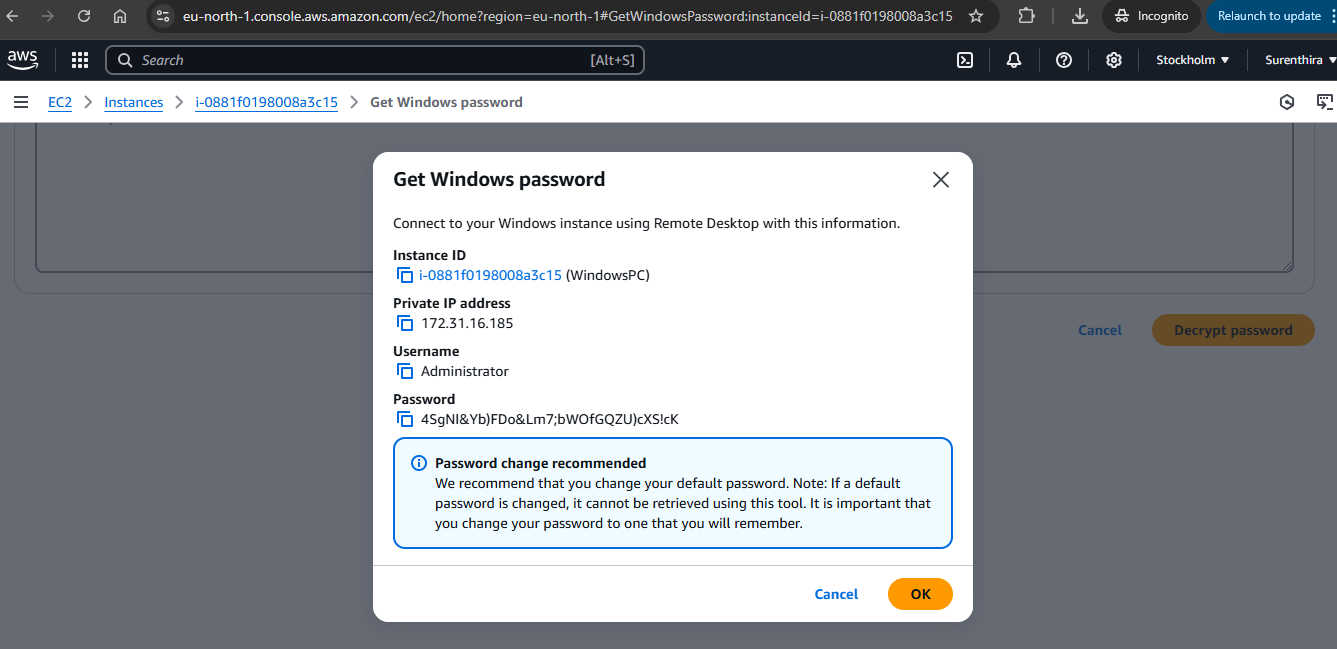 eu-north-1.console.aws.amazon.com/ec2/home?region=eu-north-1#GetWindowsPassword:instanceId=i-0881f0198008a3c15
Incognito
Relaunch to update
aws
Search
[Alt+S]
Stockholm
Surenthira
EC2
Instances
i-0881f0198008a3c15
Get Windows password
Get Windows password
Connect to your Windows instance using Remote Desktop with this information.
Instance ID
i-0881f0198008a3c15 (WindowsPC)
Private IP address
172.31.16.185
Username
Administrator
Password
4SgNI&Yb)FDo&Lm7;bWOfGQZU)cXS!cK
Password change recommended
We recommend that you change your default password. Note: If a default
password is changed, it cannot be retrieved using this tool. It is important that
you change your password to one that you will remember.
Cancel
OK
Cancel
Decrypt password